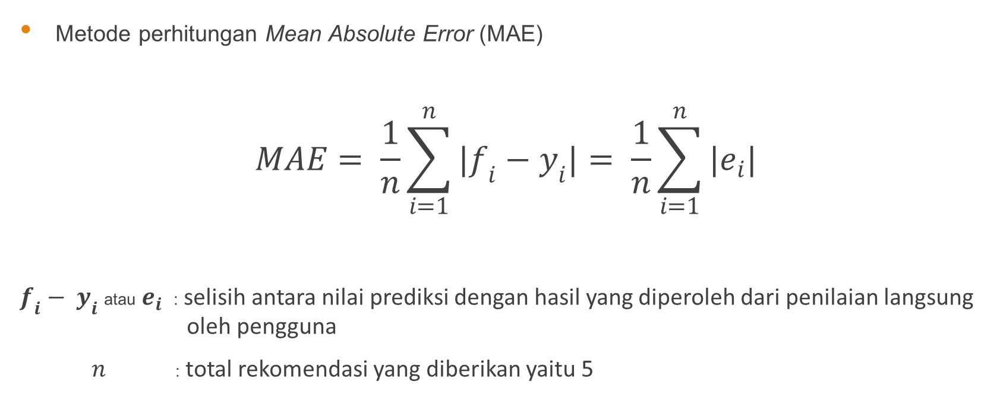 • Metode perhitungan Mean Absolute Error (MAE)
MAE = \frac{1}{n} \sum_{i=1}^{n} |f_i − y_i| = \frac{1}{n} \sum_{i=1}^{n} |e_i|
f_i − y_i atau e_i : selisih antara nilai prediksi dengan hasil yang diperoleh dari penilaian langsung
oleh pengguna
n : total rekomendasi yang diberikan yaitu 5